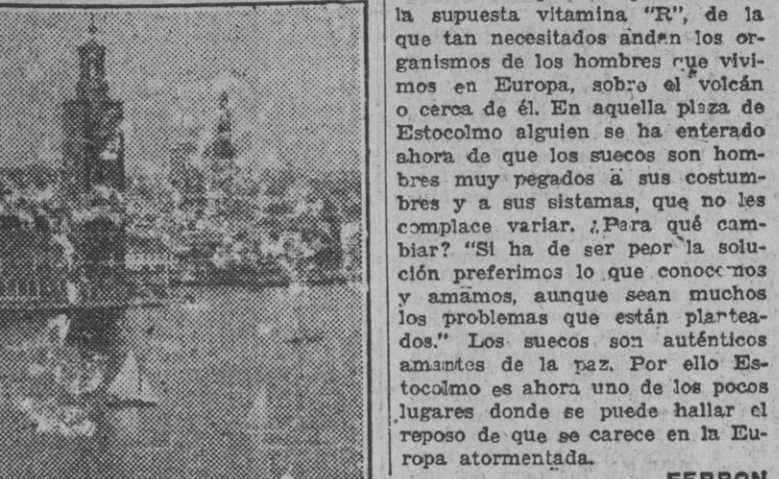 la supuesta vitamina “R”, de la
que tan necesitados andan los or-
ganismos de los hombres que vivi-
mos en Europa, sobre el volcán
o cerca de él. En aquella plaza de
Estocolmo alguien se ha enterado
ahora de que los suecos son hom-
bres muy pegados a sus costum-
bres y a sus sistemas, que no les
complace variar. ¿Para qué cam-
biar? “Si ha de ser peor la solu-
ción preferimos lo que conocemos
y amamos, aunque sean muchos
los problemas que están plantea-
dos.” Los suecos son auténticos
amantes de la paz. Por ello Es-
tocolmo es ahora uno de los pocos
lugares donde se puede hallar el
reposo de que se carece en la Eu-
ropa atormentada.